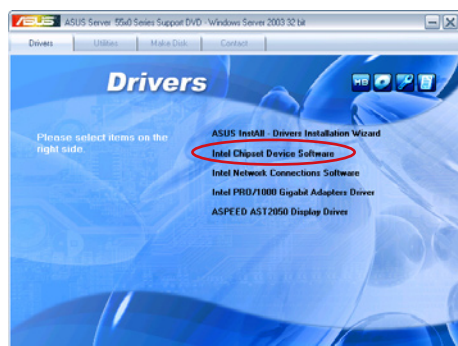 ASUS Server 55x0 Series Support DVD - Windows Server 2003 32 bit
Drivers Utilities Make Disk Contact
Drivers
Please select items on the
right side.
ASUS InstAll - Drivers Installation Wizard
Intel Chipset Device Software
Intel Network Connections Software
Intel PRO/1000 Gigabit Adapters Driver
ASPEED AST2050 Display Driver